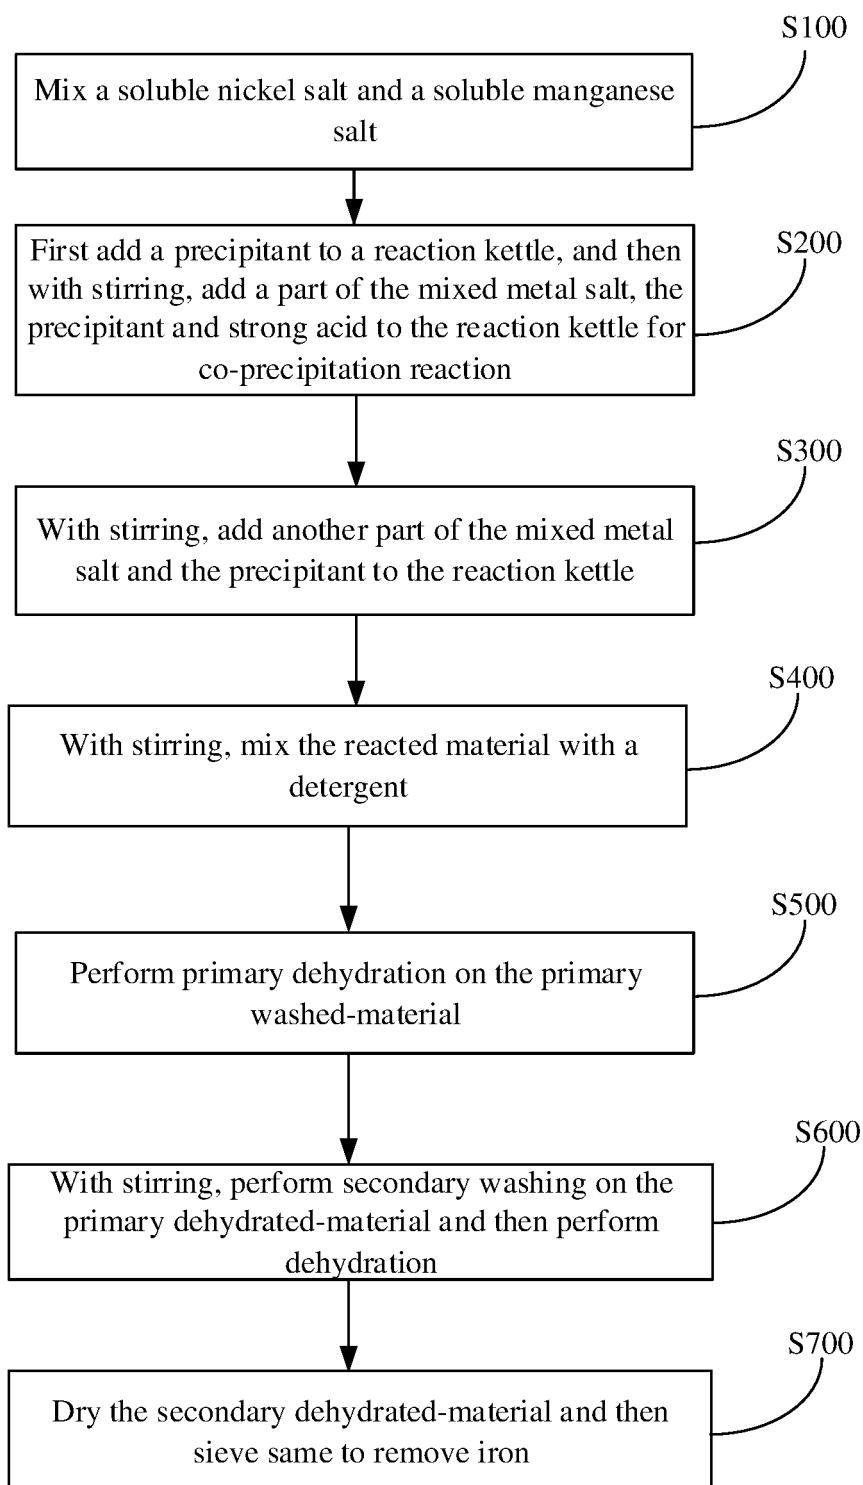 S100
Mix a soluble nickel salt and a soluble manganese
salt
S200
First add a precipitant to a reaction kettle, and then
with stirring, add a part of the mixed metal salt, the
precipitant and strong acid to the reaction kettle for
co-precipitation reaction
S300
With stirring, add another part of the mixed metal
salt and the precipitant to the reaction kettle
S400
With stirring, mix the reacted material with a
detergent
S500
Perform primary dehydration on the primary
washed-material
S600
With stirring, perform secondary washing on the
primary dehydrated-material and then perform
dehydration
S700
Dry the secondary dehydrated-material and then
sieve same to remove iron